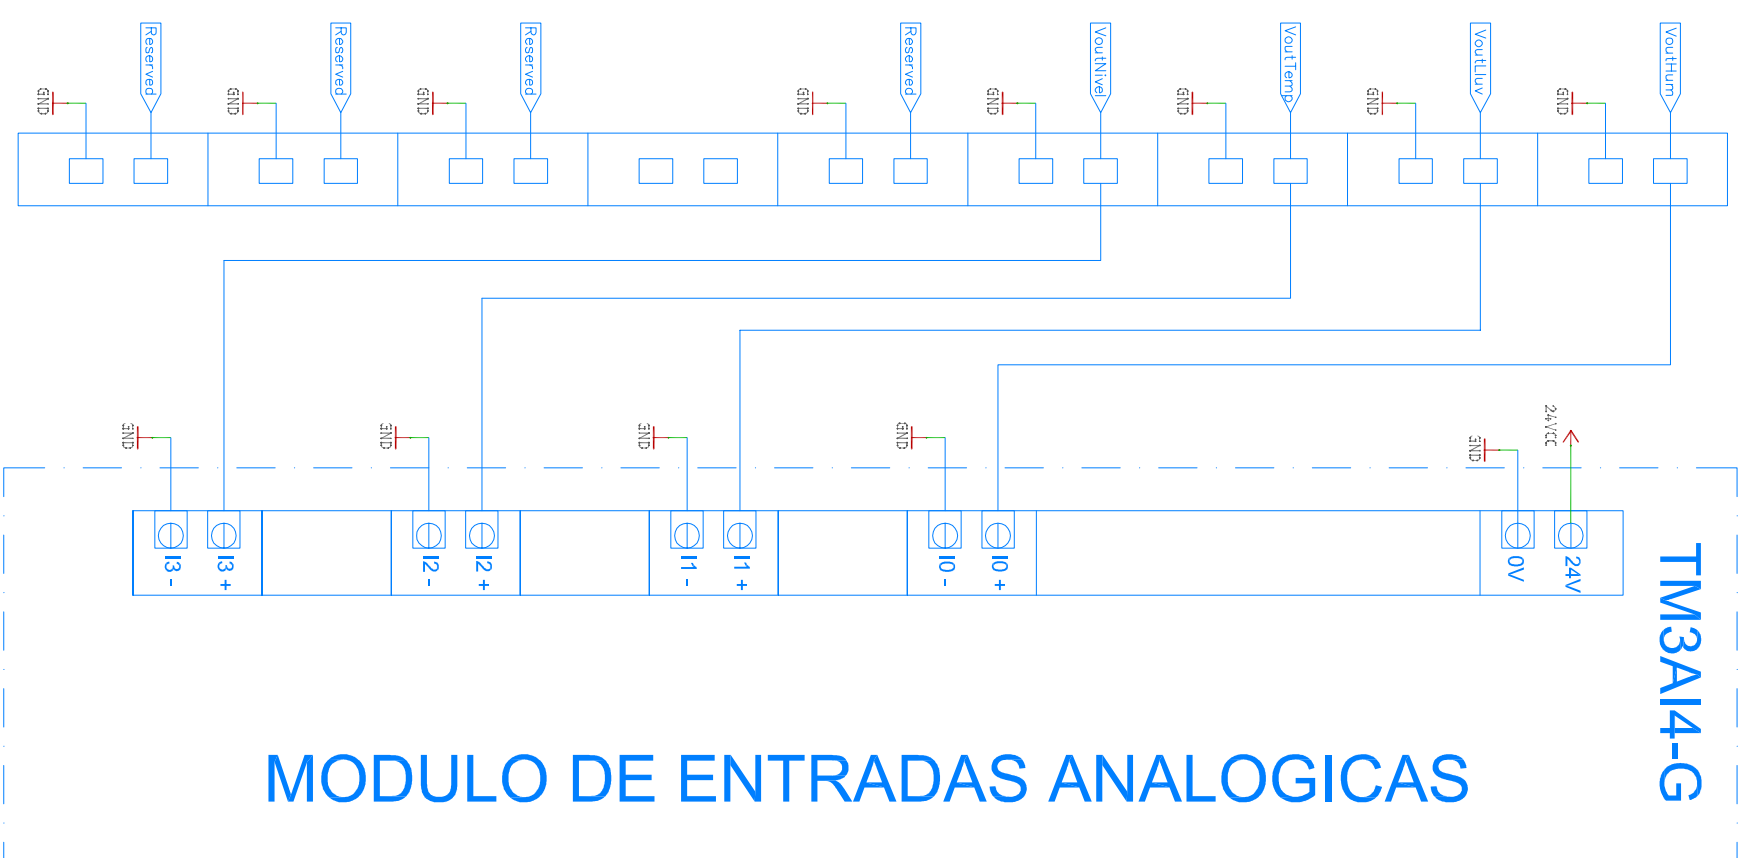 Reserved
Reserved
Reserved
Reserved
VoutNivel
VoutTemp
VoutLluv
VoutHum
GND
GND
GND
GND
GND
GND
GND
GND
GND
GND
GND
GND
GND
24VCC
I3 -
I3 +
I2 -
I2 +
I1 -
I1 +
I0 -
I0 +
0V
24V
TM3AI4-G
MODULO DE ENTRADAS ANALOGICAS